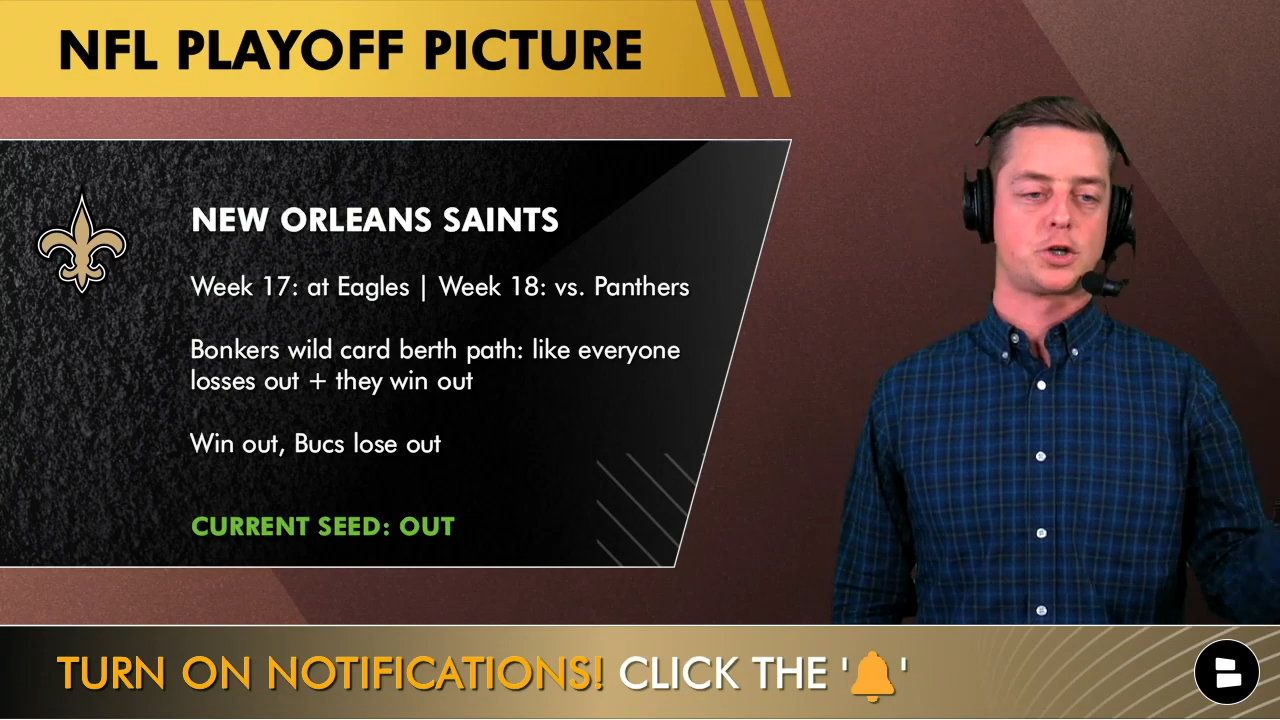 NFL PLAYOFF PICTURE
NEW ORLEANS SAINTS
Week 17: at Eagles | Week 18: vs. Panthers
Bonkers wild card berth path: like everyone
losses out + they win out
Win out, Bucs lose out
CURRENT SEED: OUT
TURN ON NOTIFICATIONS! CLICK THE ' '